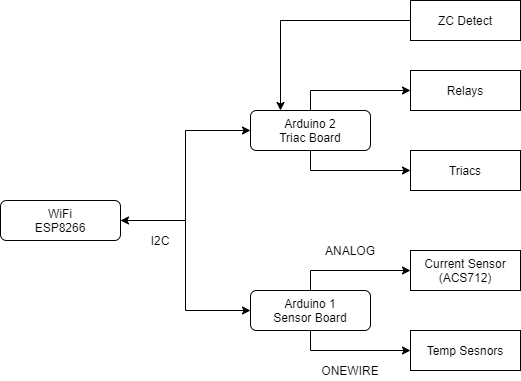 ZC Detect
Relays
Arduino 2
Triac Board
Triacs
WiFi
ESP8266
I2C
ANALOG
Current Sensor
(ACS712)
Arduino 1
Sensor Board
Temp Sesnors
ONEWIRE